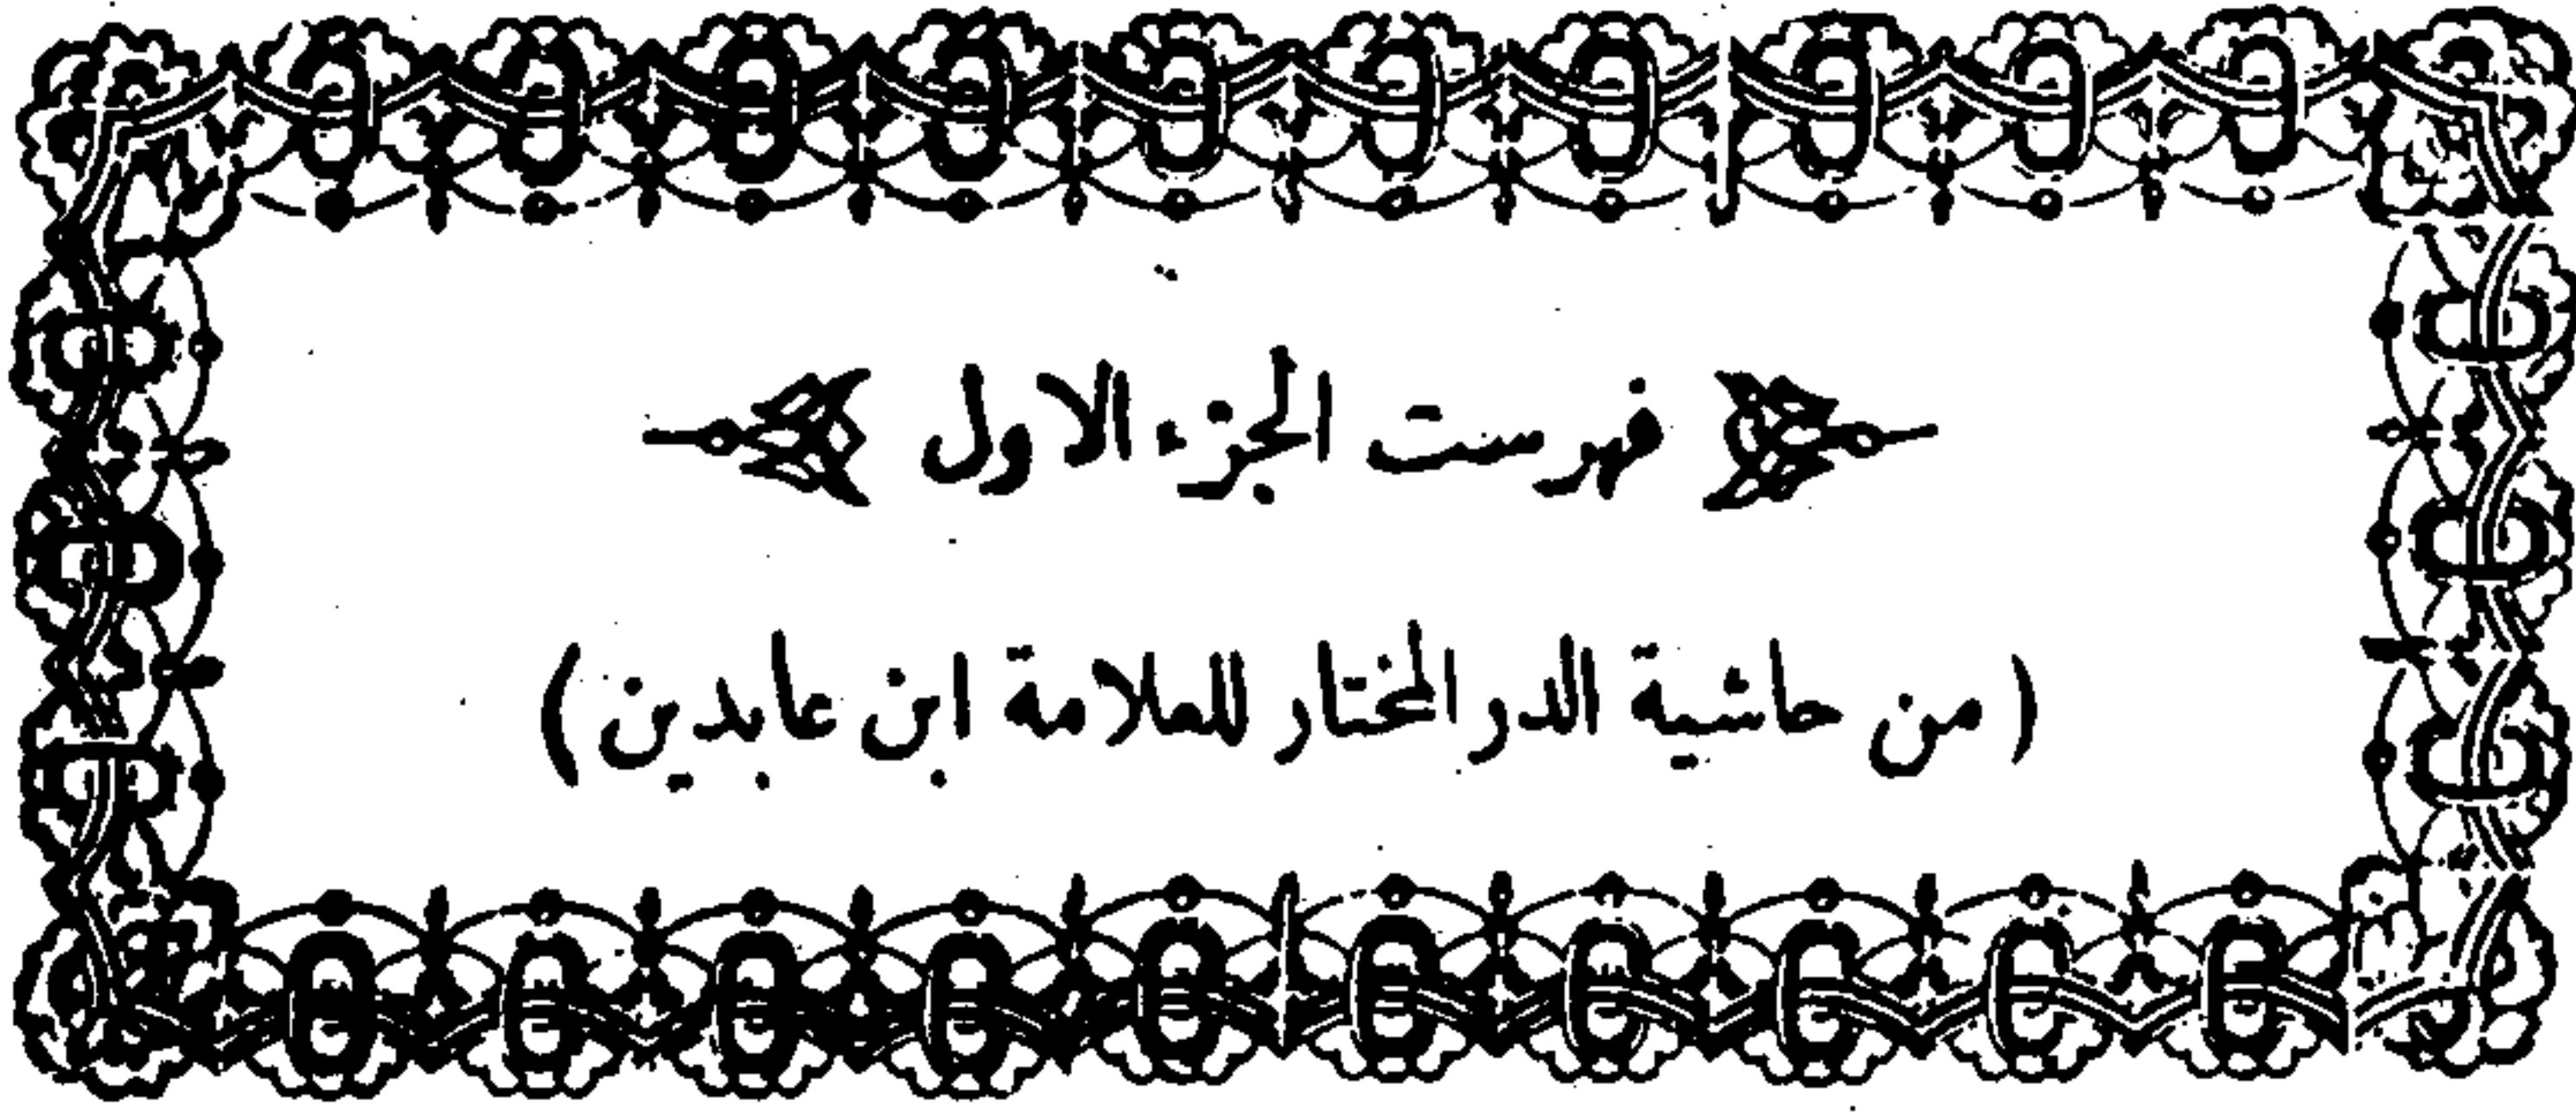 فهرست الجزء الاول
(من حاشية الدر المختار للعلامة ابن عابدين)